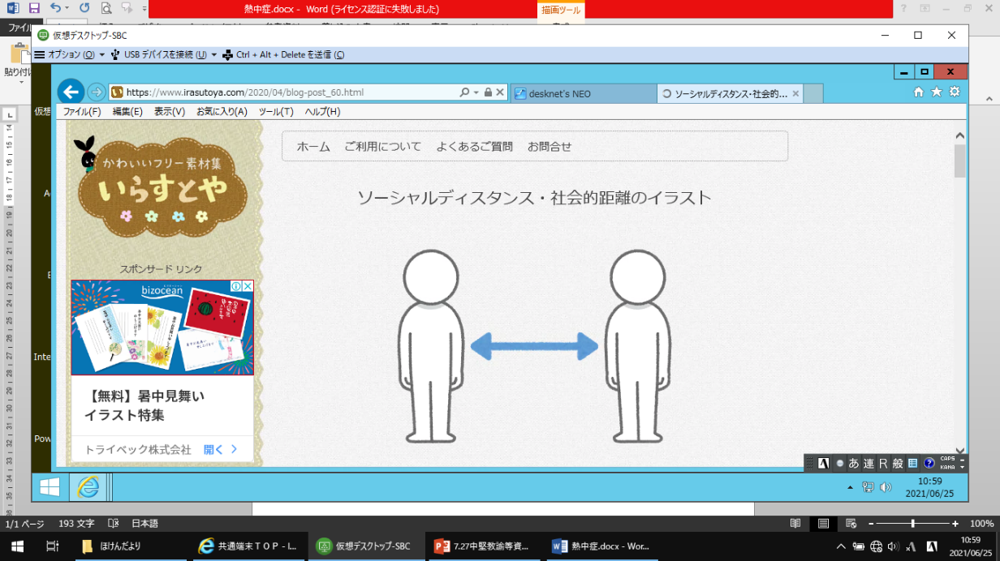 熱中症.docx - Word (ライセンス認証に失敗しました)
描画ツール
ファイル
貼り付け
仮想デスクトップ-SBC
オプション (O)
USB デバイスを接続 (U)
Ctrl + Alt + Delete を送信 (C)
https://www.irasutoya.com/2020/04/blog-post_60.html
desknet's NEO
ソーシャルディスタンス・社会的...
ファイル(F) 編集(E) 表示(V) お気に入り(A) ツール(T) ヘルプ(H)
仮想
Inte
Pow
かわいいフリー素材集
いらすとや
ホーム ご利用について よくあるご質問 お問合せ
ソーシャルディスタンス・社会的距離のイラスト
スポンサード リンク
bizocean
【無料】暑中見舞い
イラスト特集
トライベック株式会社 開く
あ 連 R 般
CAPS
KANA
10:59
2021/06/25
1/1 ページ 193 文字 日本語
100%
ほけんだより
共通端末ＴＯＰ - I...
仮想デスクトップ-SBC
7.27中堅教諭等資...
熱中症.docx - Wor...
10:59
2021/06/25